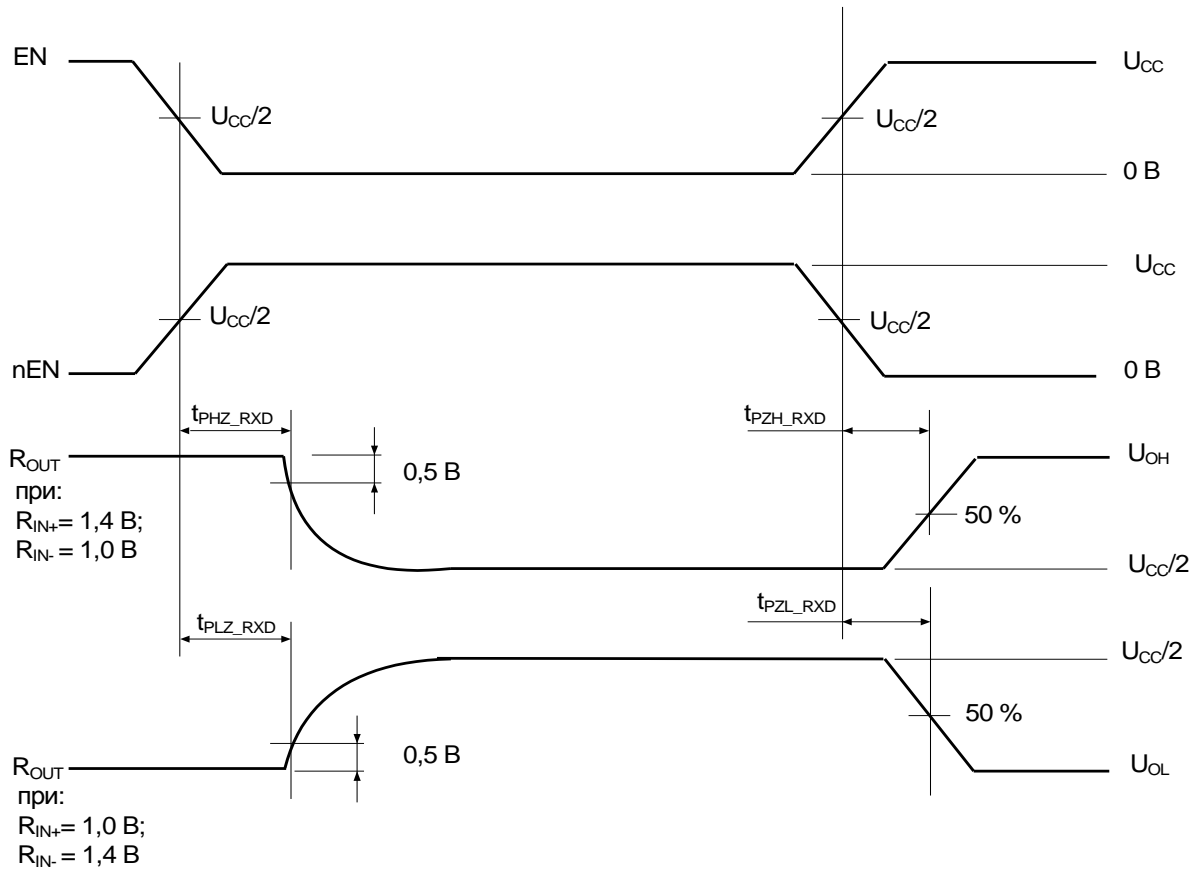 EN
U_CC
U_CC/2
U_CC/2
0 В
U_CC
U_CC/2
U_CC/2
nEN
0 В
t_PHZ_RXD
t_PZH_RXD
R_OUT
при:
R_IN+ = 1,4 В;
R_IN- = 1,0 В
0,5 В
U_OH
50 %
U_CC/2
t_PLZ_RXD
t_PZL_RXD
U_CC/2
50 %
0,5 В
R_OUT
при:
R_IN+ = 1,0 В;
R_IN- = 1,4 В
U_OL